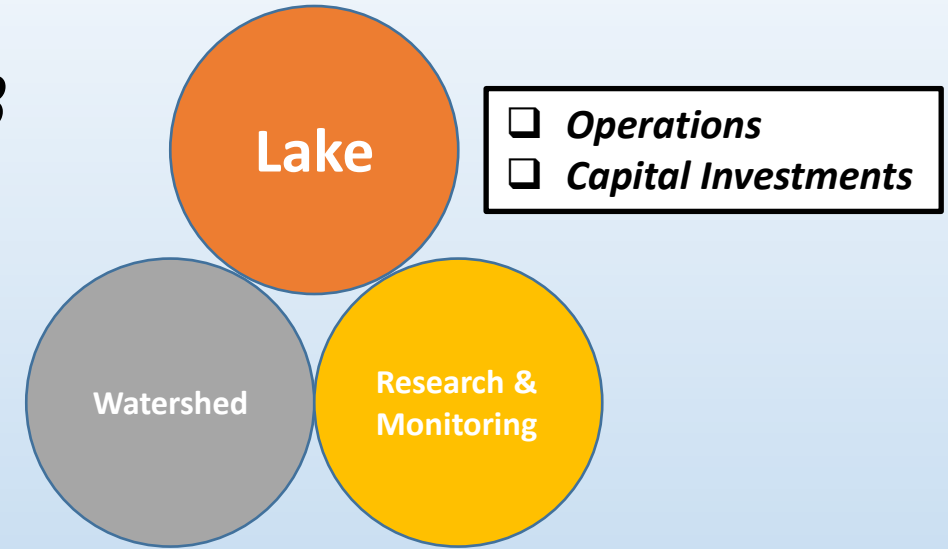 Lake
❑ Operations
❑ Capital Investments
Watershed
Research &
Monitoring